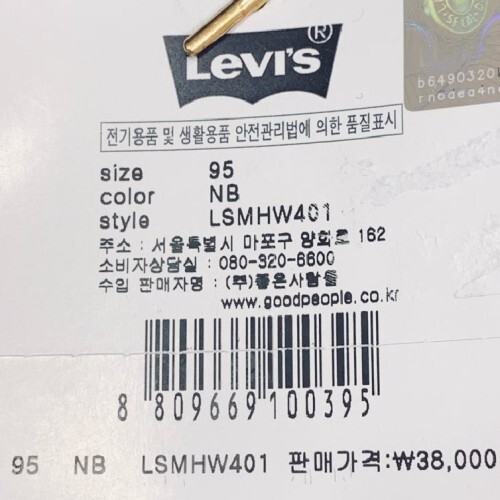 Levi's®
b6490320
전기용품 및 생활용품 안전관리법에 의한 품질표시
size 95
color NB
style LSMHW401
주소 : 서울특별시 마포구 양화로 162
소비자상담실 : 080-320-6600
수입 판매자명 : (주)좋은사람들
www.goodpeople.co.kr
8 809669 100395
95 NB LSMHW401 판매가격:₩38,000